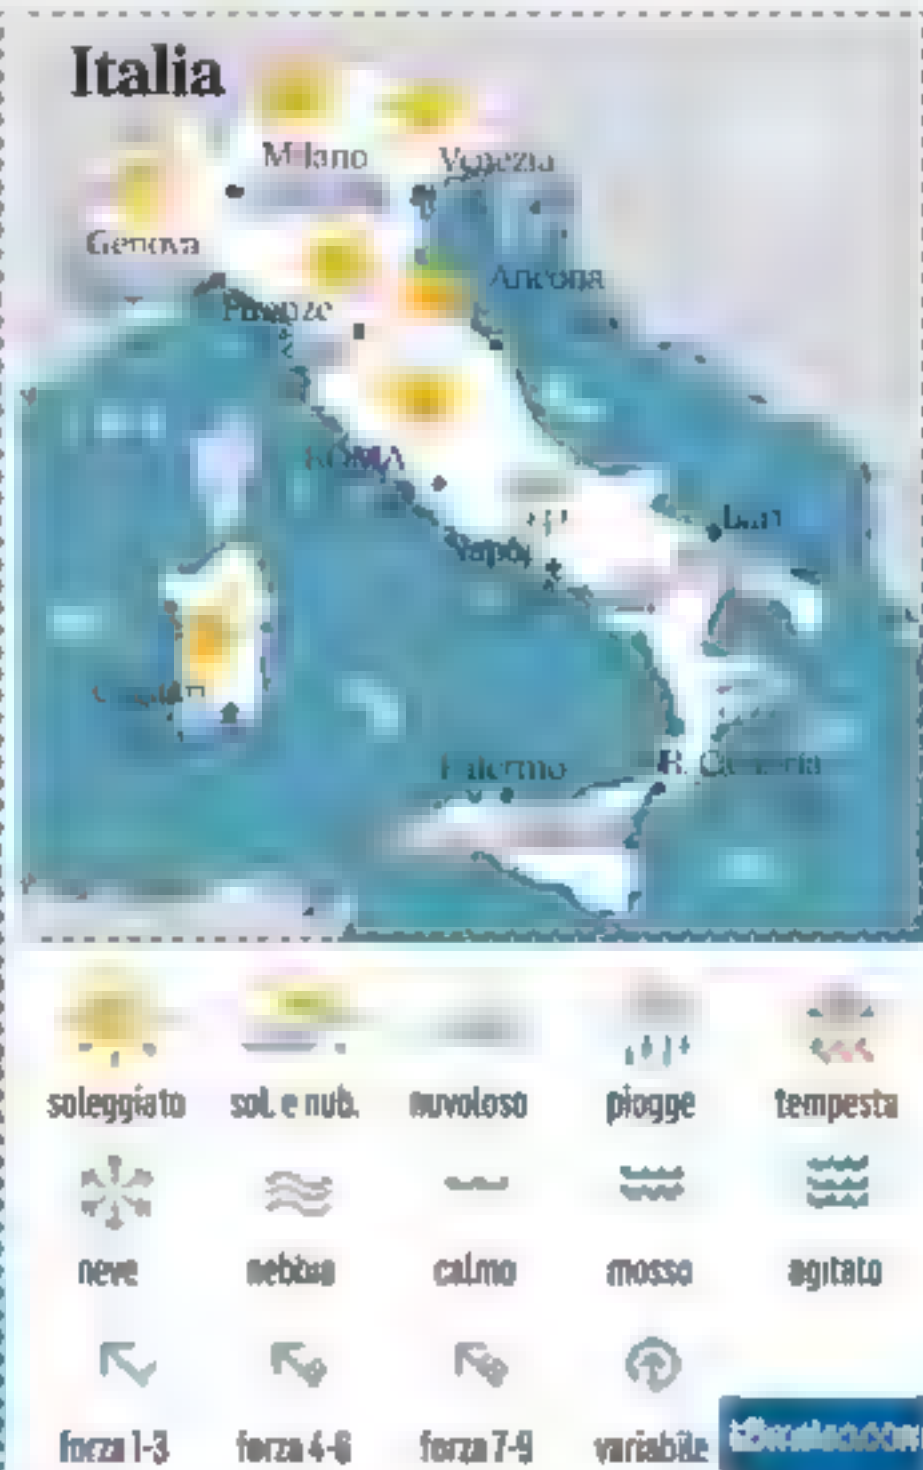 Italia
Milano
Venezia
Genova
Ancona
Firenze
ROMA
Bari
Napoli
Cagliari
Palermo
R. Calabria
soleggiato
sol. e nub.
nuvoloso
piogge
tempesta
neve
nebbia
calmo
mosso
agitato
forza 1-3
forza 4-6
forza 7-9
variabile